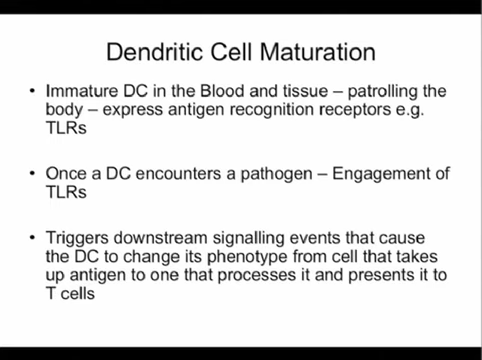 Dendritic Cell Maturation
• Immature DC in the Blood and tissue – patrolling the
body – express antigen recognition receptors e.g.
TLRs
• Once a DC encounters a pathogen – Engagement of
TLRs
• Triggers downstream signalling events that cause
the DC to change its phenotype from cell that takes
up antigen to one that processes it and presents it to
T cells